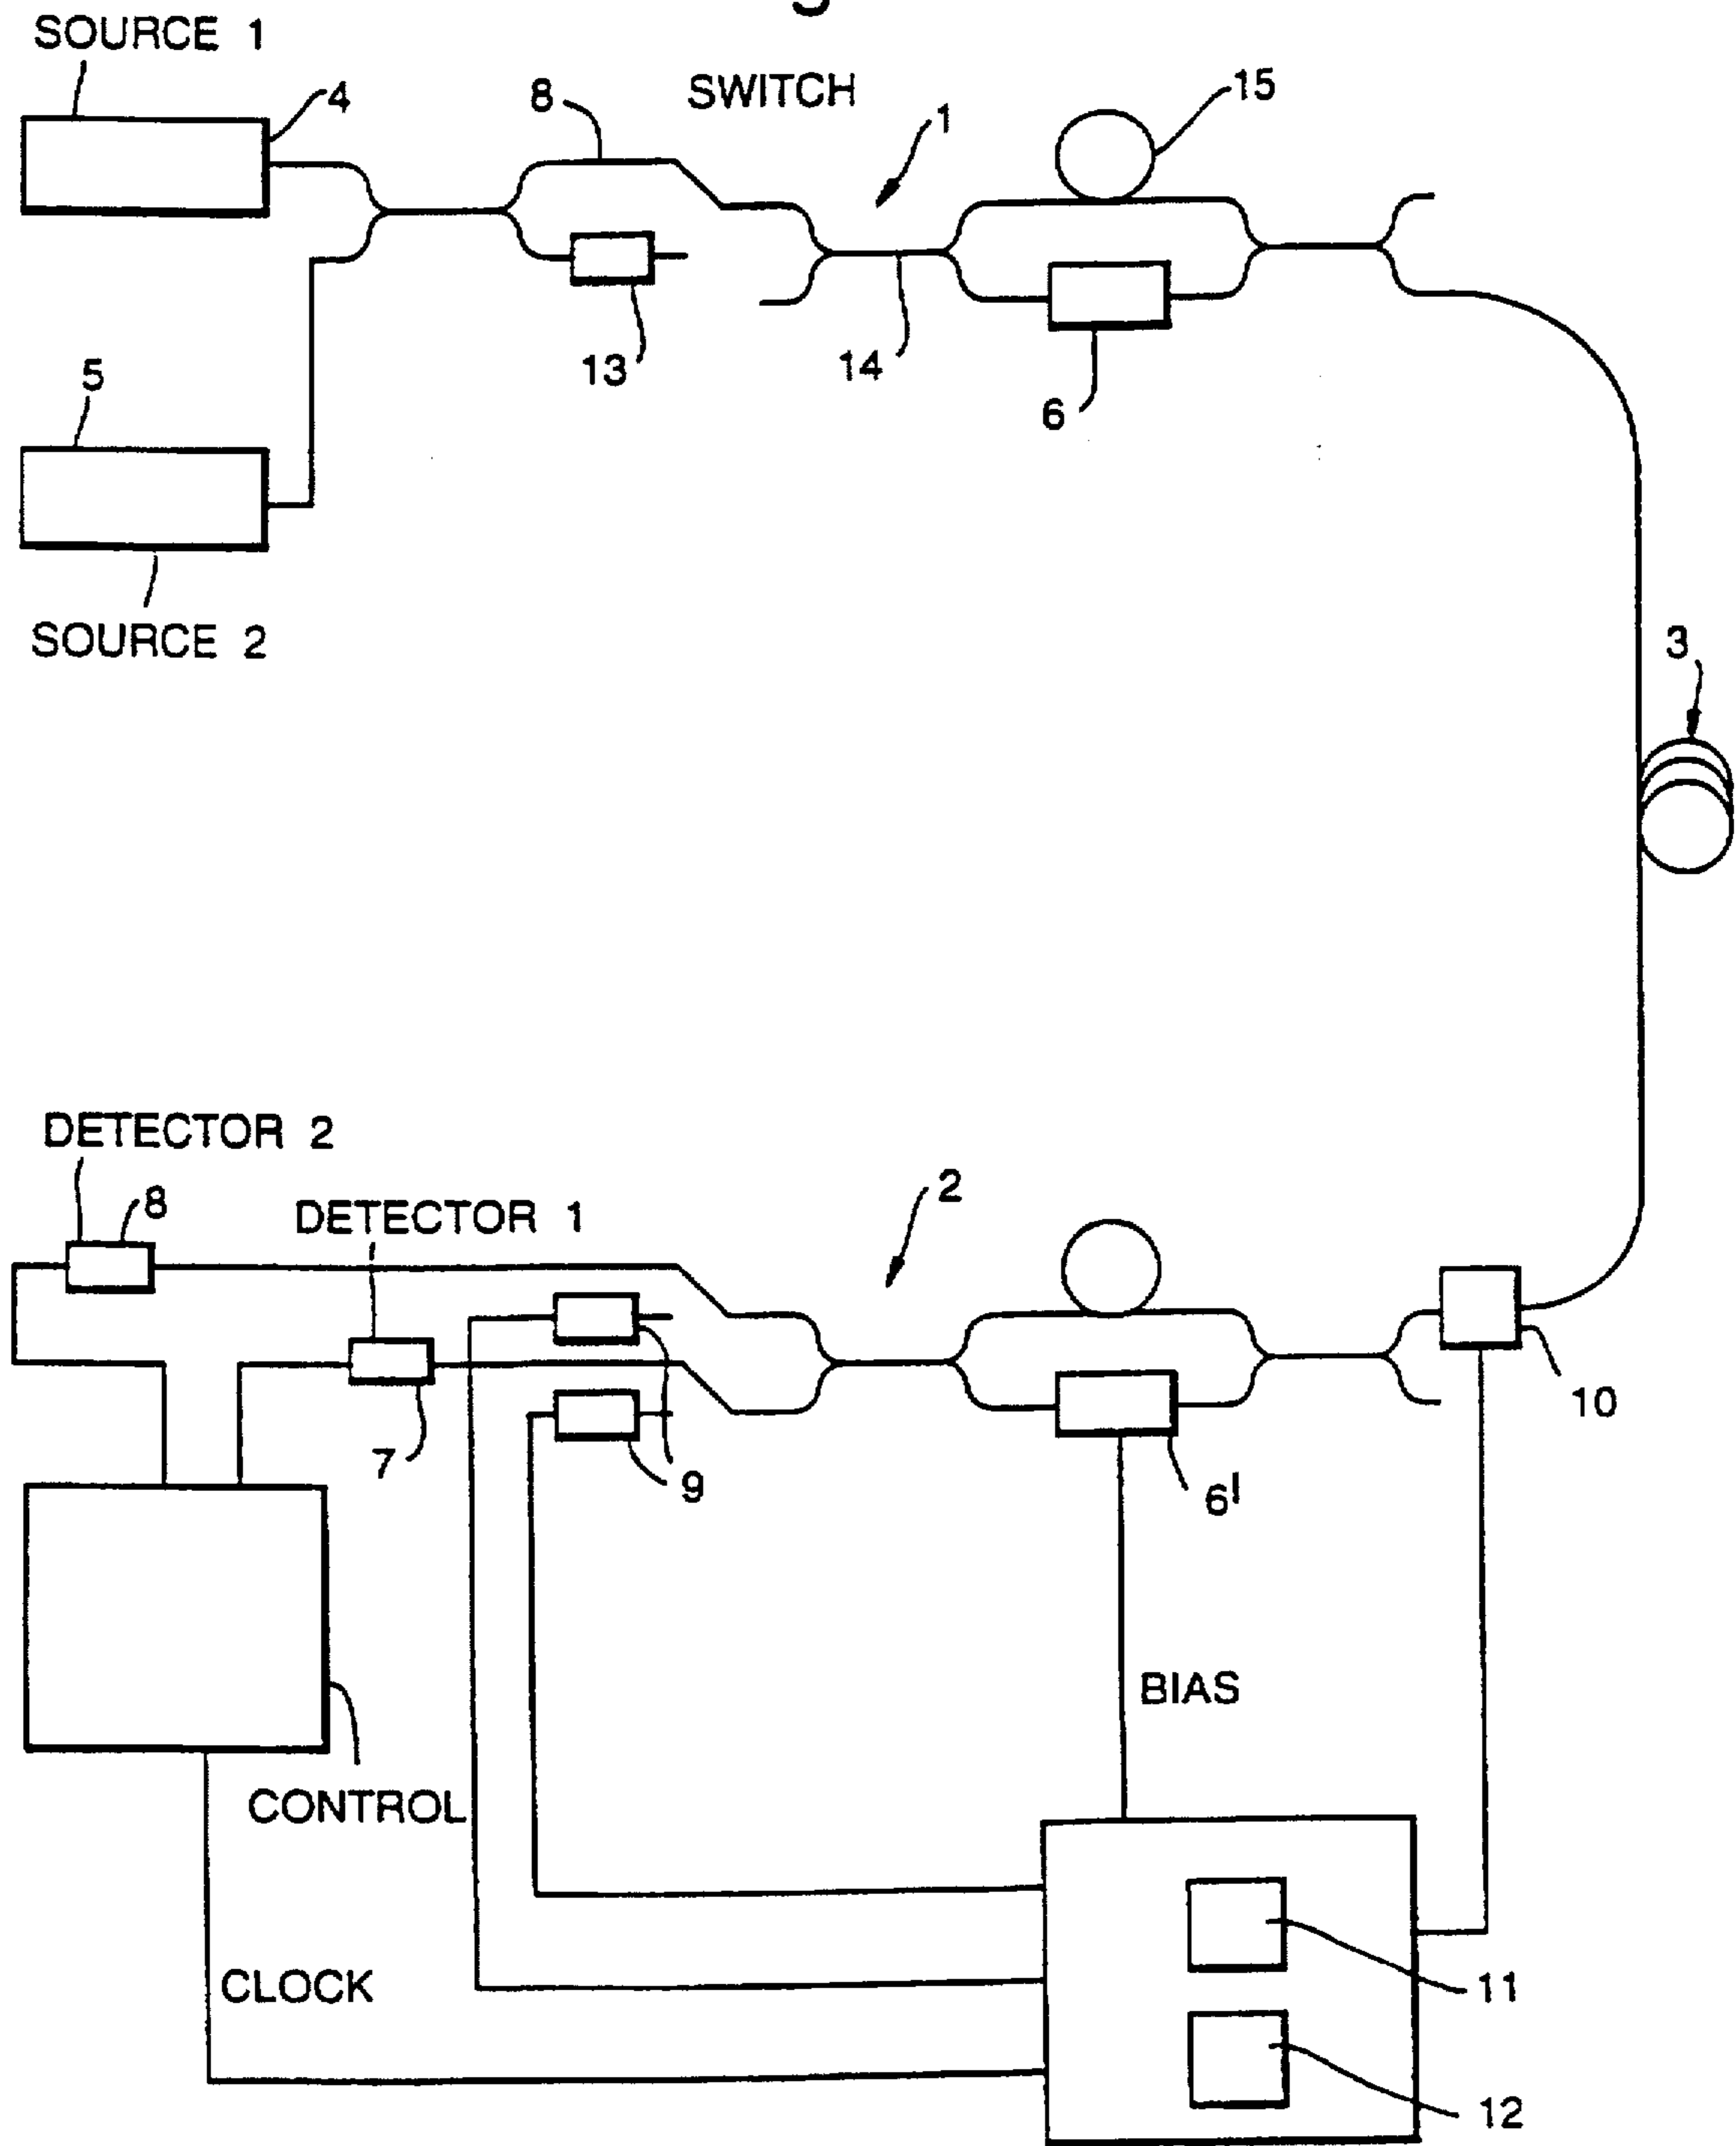 SOURCE 1
4
8
SWITCH
1
15
13
14
6
5
SOURCE 2
3
DETECTOR 2
8
DETECTOR 1
2
7
9
6'
10
BIAS
CONTROL
CLOCK
11
12